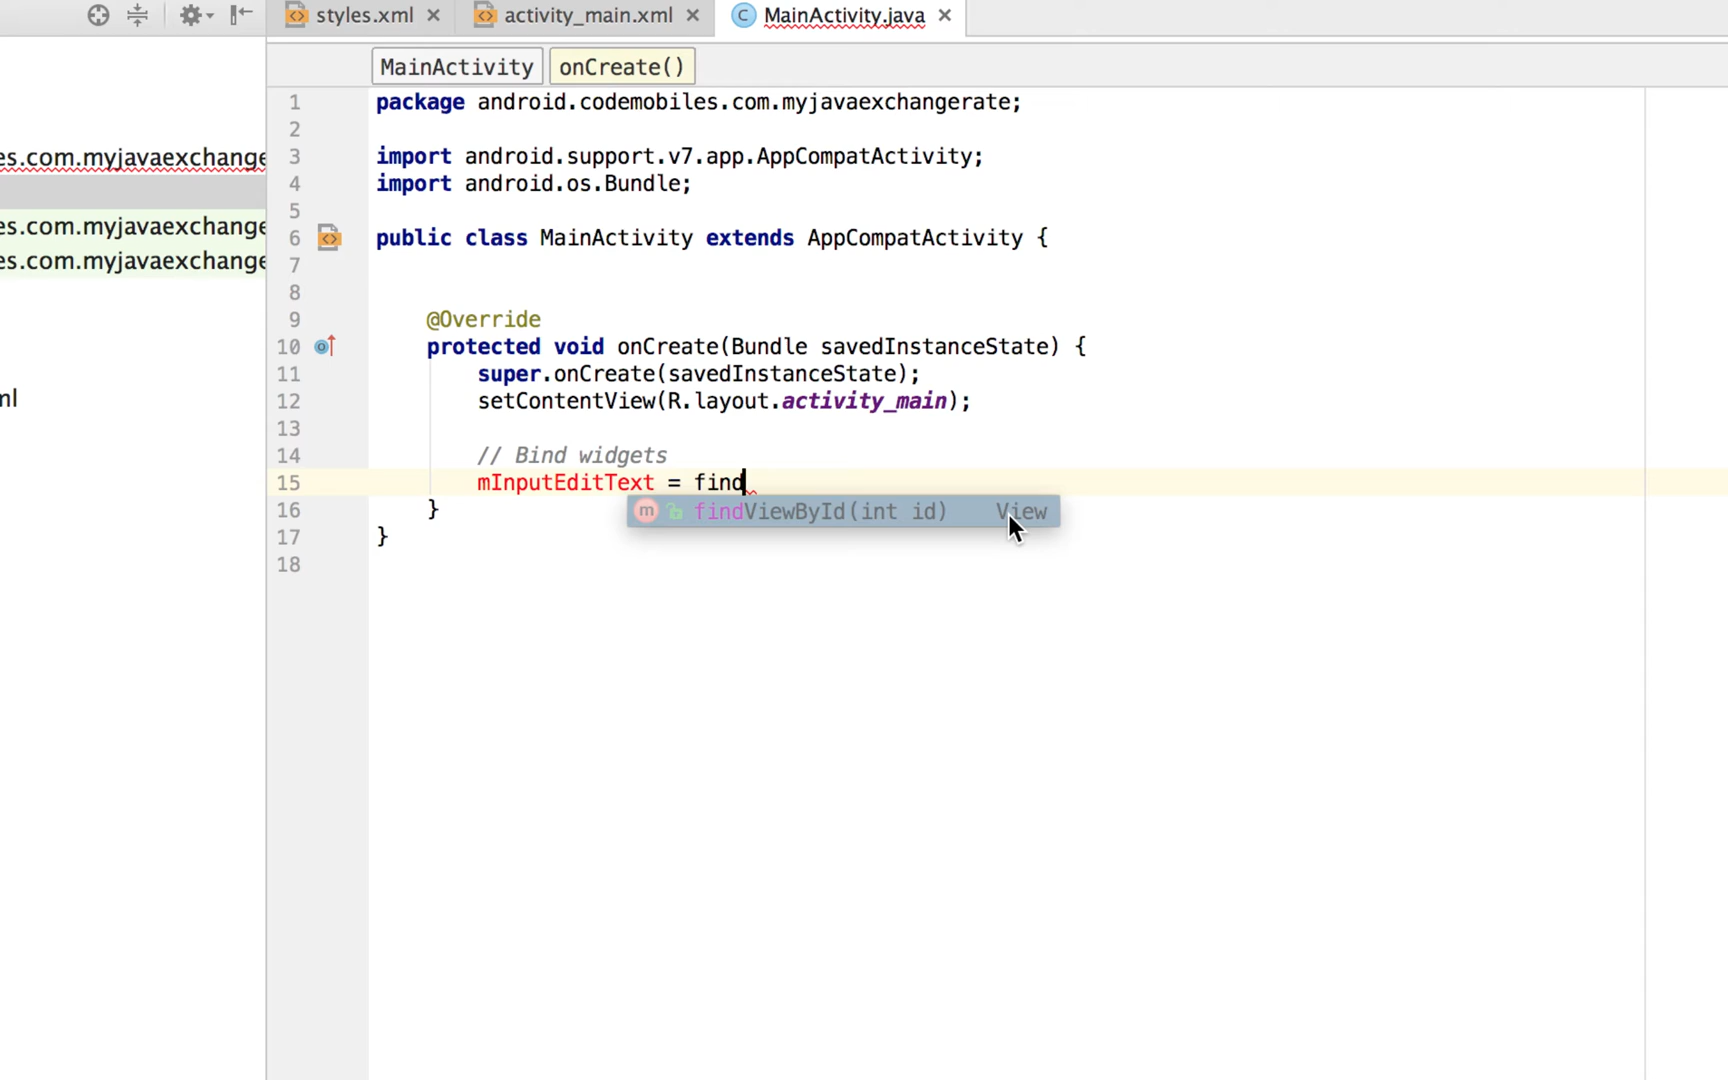 styles.xml activity_main.xml MainActivity.java
MainActivity onCreate()
1 package android.codemobiles.com.myjavaexchangerate;
2
es.com.myjavaexchange
3 import android.support.v7.app.AppCompatActivity;
4 import android.os.Bundle;
5
es.com.myjavaexchange
6 public class MainActivity extends AppCompatActivity {
es.com.myjavaexchange
7
8
9 @Override
10 protected void onCreate(Bundle savedInstanceState) {
11 super.onCreate(savedInstanceState);
ml
12 setContentView(R.layout.activity_main);
13
14 // Bind widgets
15 mInputEditText = find
16 }
m findViewById(int id) View
17 }
18